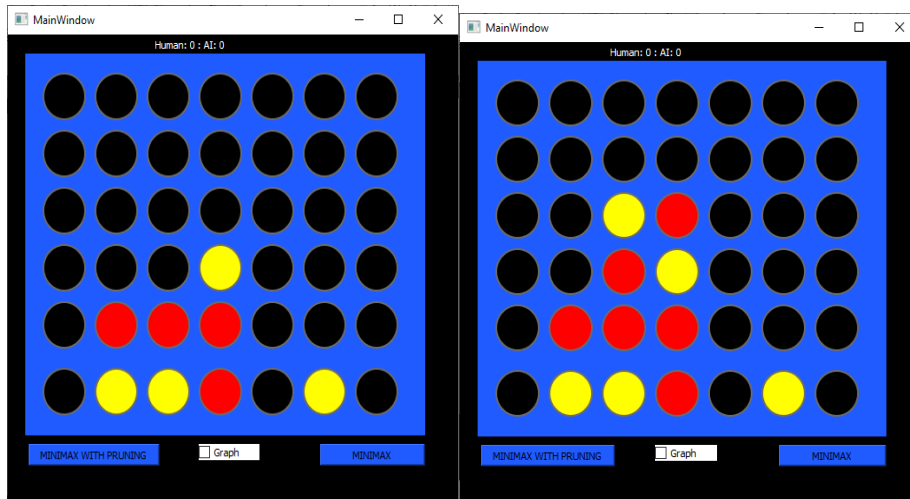 MainWindow
Human: 0 : AI: 0
MINIMAX WITH PRUNING
Graph
MINIMAX
MainWindow
Human: 0 : AI: 0
MINIMAX WITH PRUNING
Graph
MINIMAX